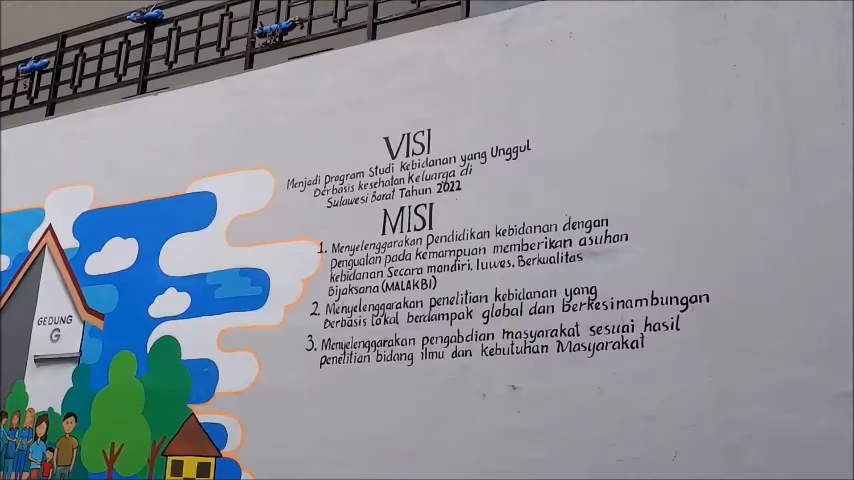 VISI
Menjadi program Studi Kebidanan yang Unggul
Berbasis kesehatan Keluarga di
Sulawesi Barat Tahun 2022
MISI
1. Menyelenggarakan Pendidikan kebidanan dengan
penguatan pada kemampuan memberikan asuhan
kebidanan Secara mandiri, luwes. Berkualitas
Bijaksana (MALAKBI)
2. Menyelenggarakan penelitian kebidanan yang
Berbasis lokal berdampak global dan berkesinambungan
3. Menyelenggarakan pengabdian masyarakat sesuai hasil
penelitian bidang ilmu dan kebutuhan Masyarakat
GEDUNG
G